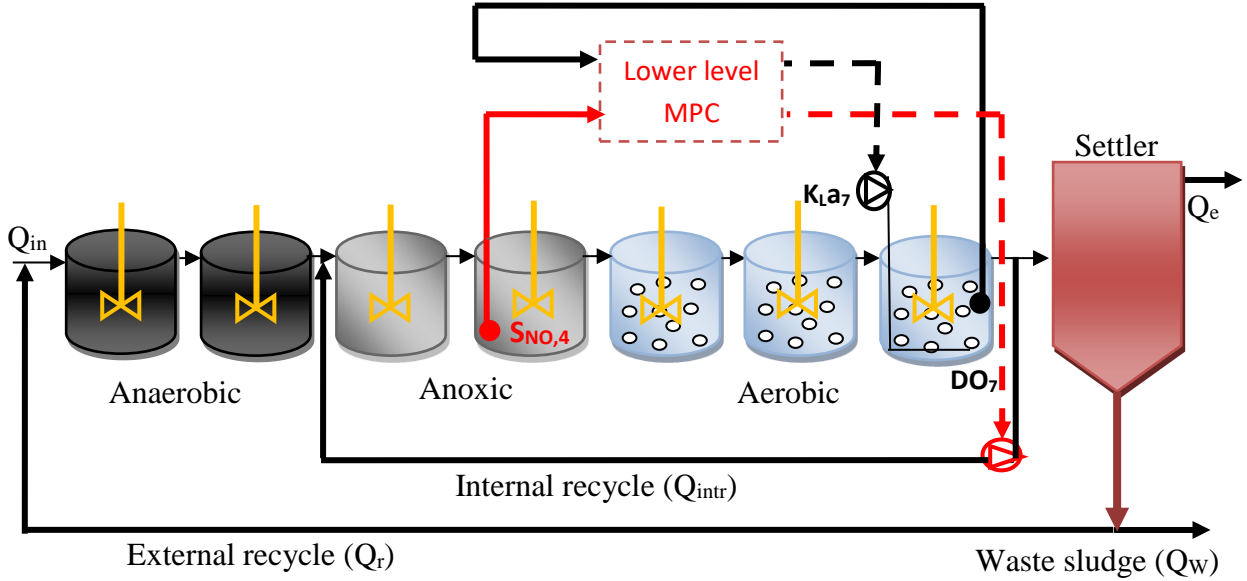 Lower level
MPC
Settler
K_La_7
Q_e
Q_in
S_NO,4
Anaerobic
Anoxic
Aerobic
DO_7
Internal recycle (Q_intr)
External recycle (Q_r)
Waste sludge (Q_W)